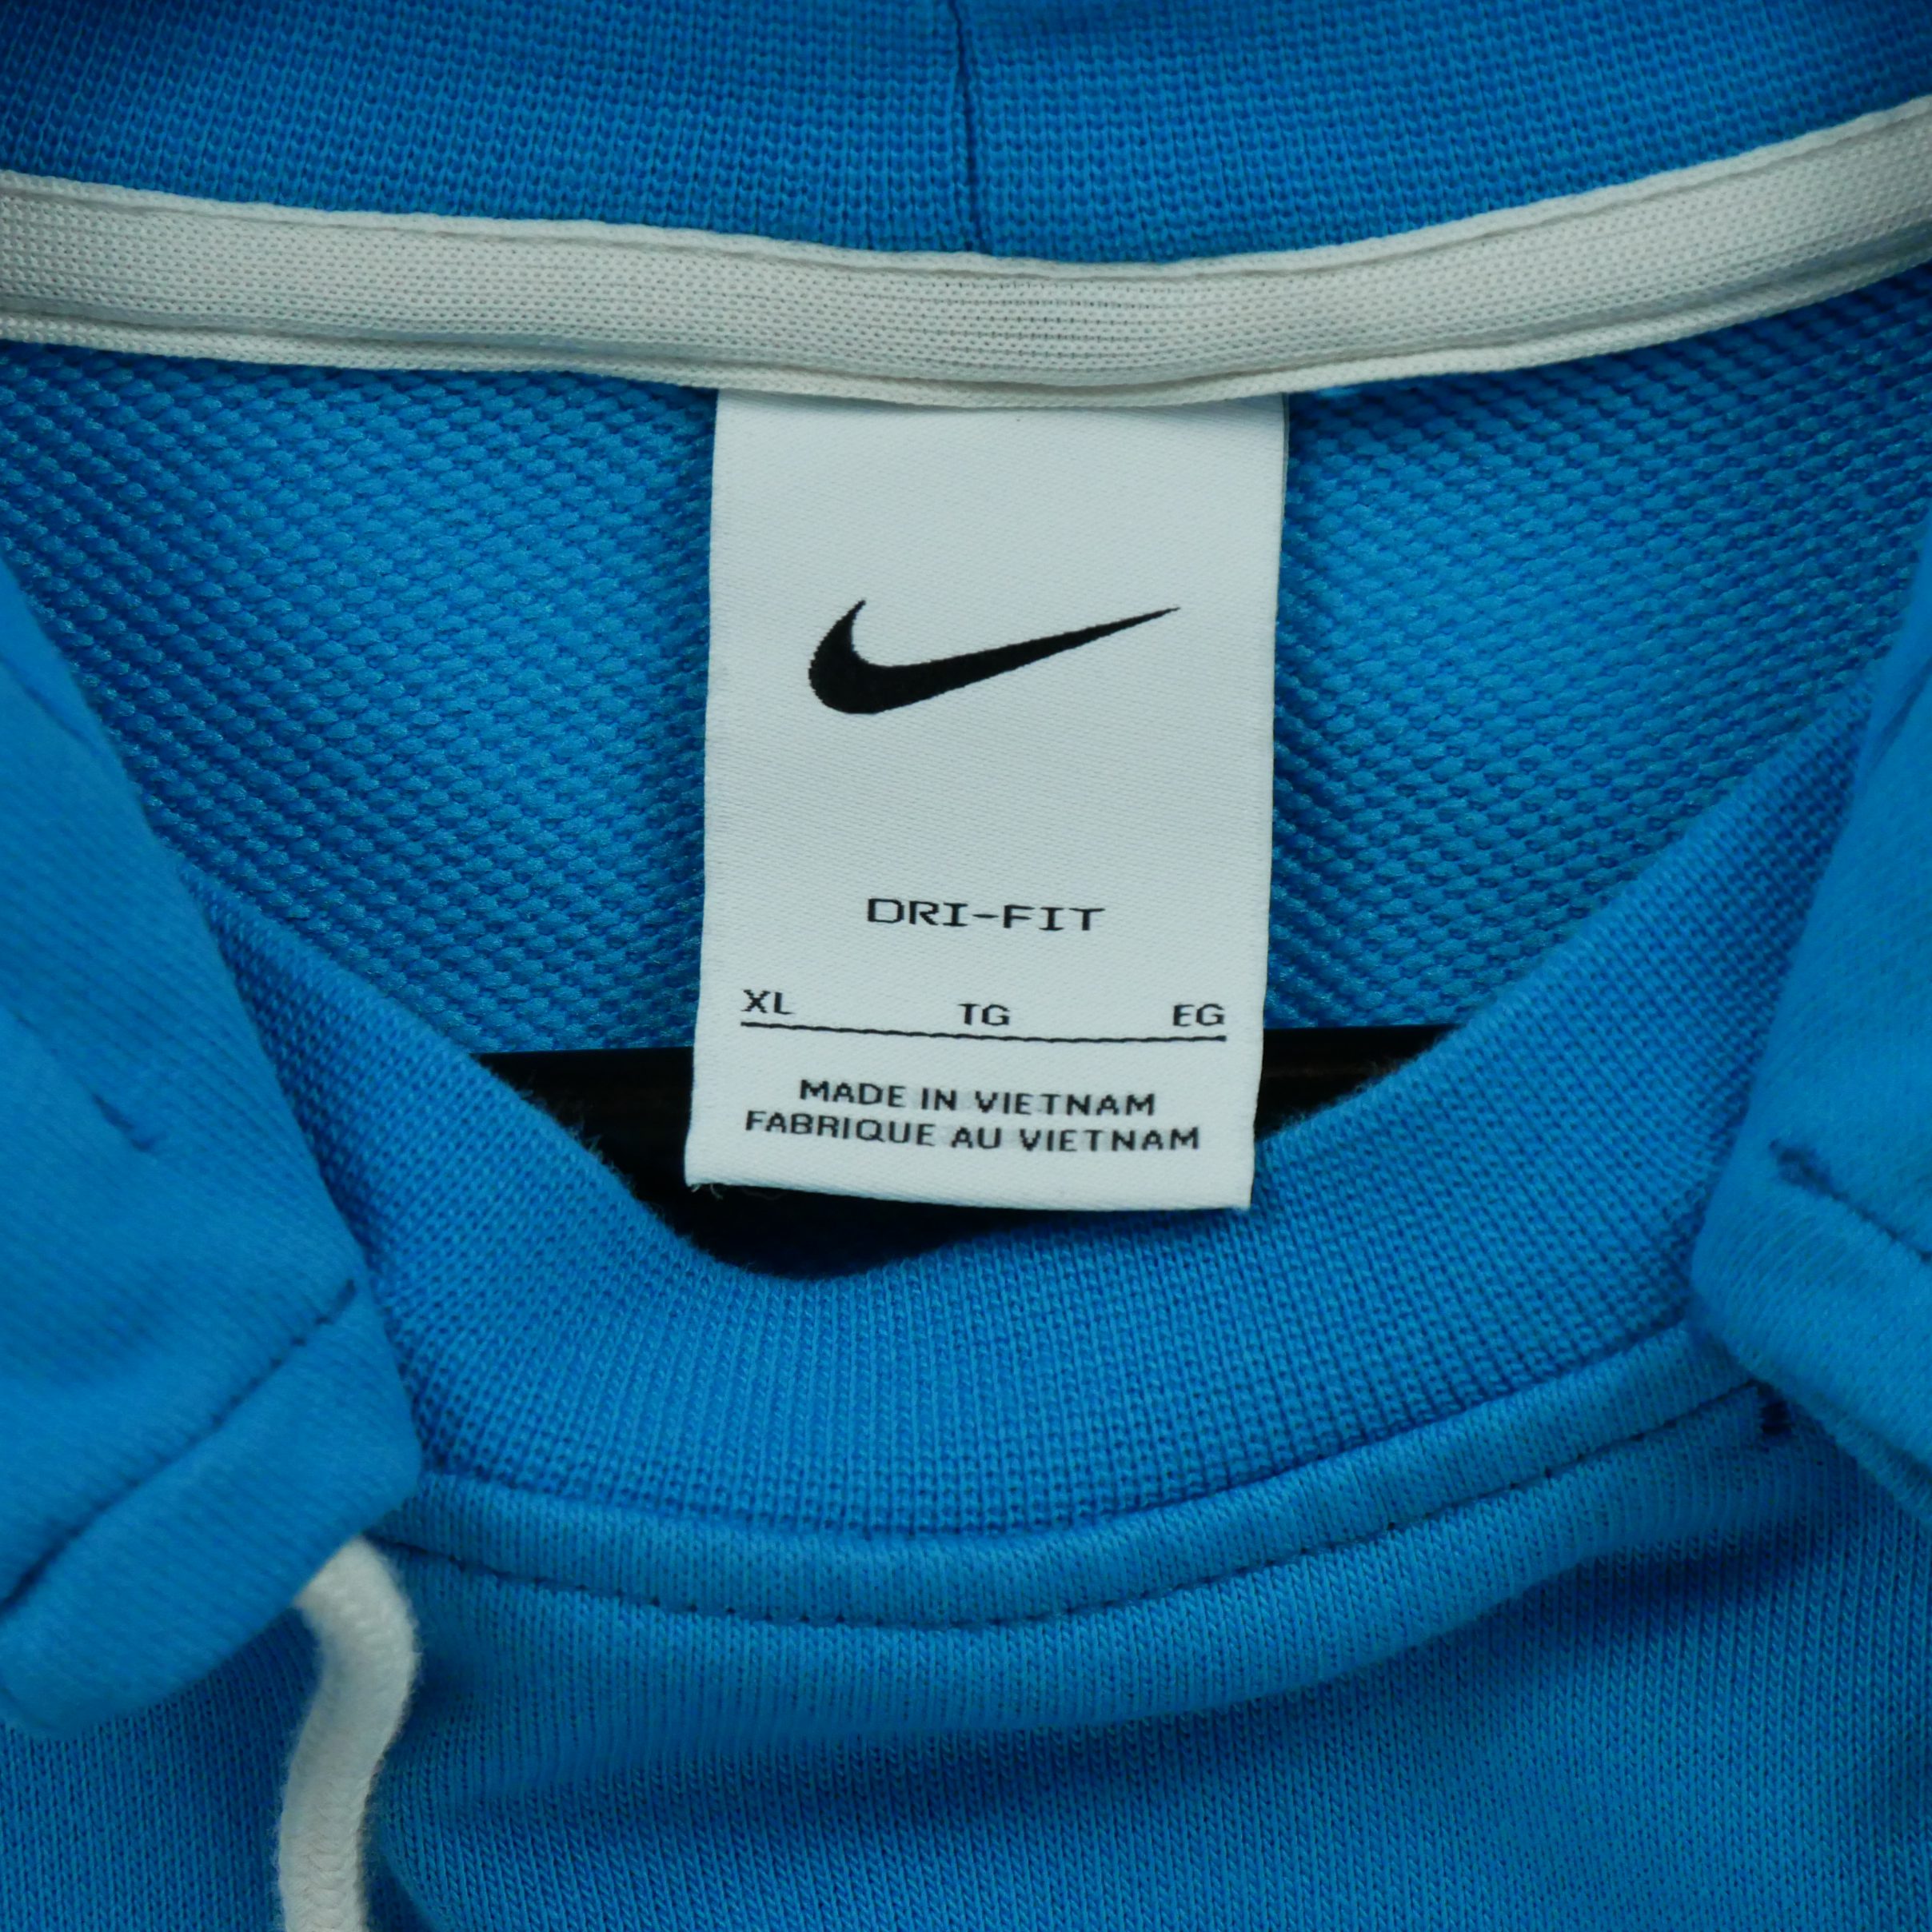 DRI-FIT
XL TG EG
MADE IN VIETNAM
FABRIQUE AU VIETNAM